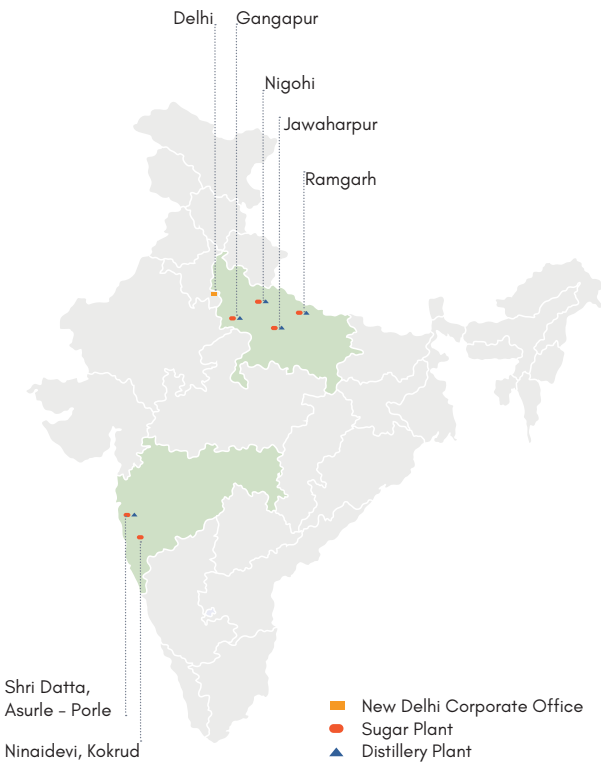 Delhi
Gangapur
Nigohi
Jawaharpur
Ramgarh
Shri Datta,
Asurle - Porle
Ninaidevi, Kokrud
New Delhi Corporate Office
Sugar Plant
Distillery Plant